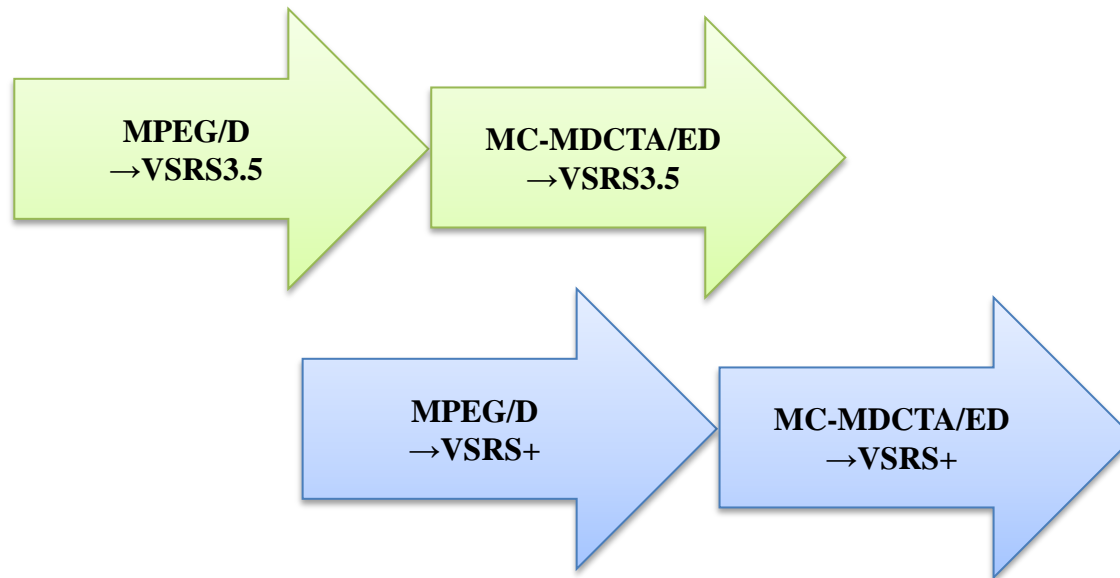 MPEG/D
→VSRS3.5
MC-MDCTA/ED
→VSRS3.5
MPEG/D
→VSRS+
MC-MDCTA/ED
→VSRS+